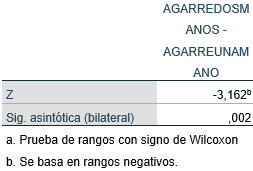 AGARREDOSM
ANOS -
AGARREUNAM
ANO
Z -3,162b
Sig. asintótica (bilateral) ,002
a. Prueba de rangos con signo de Wilcoxon
b. Se basa en rangos negativos.